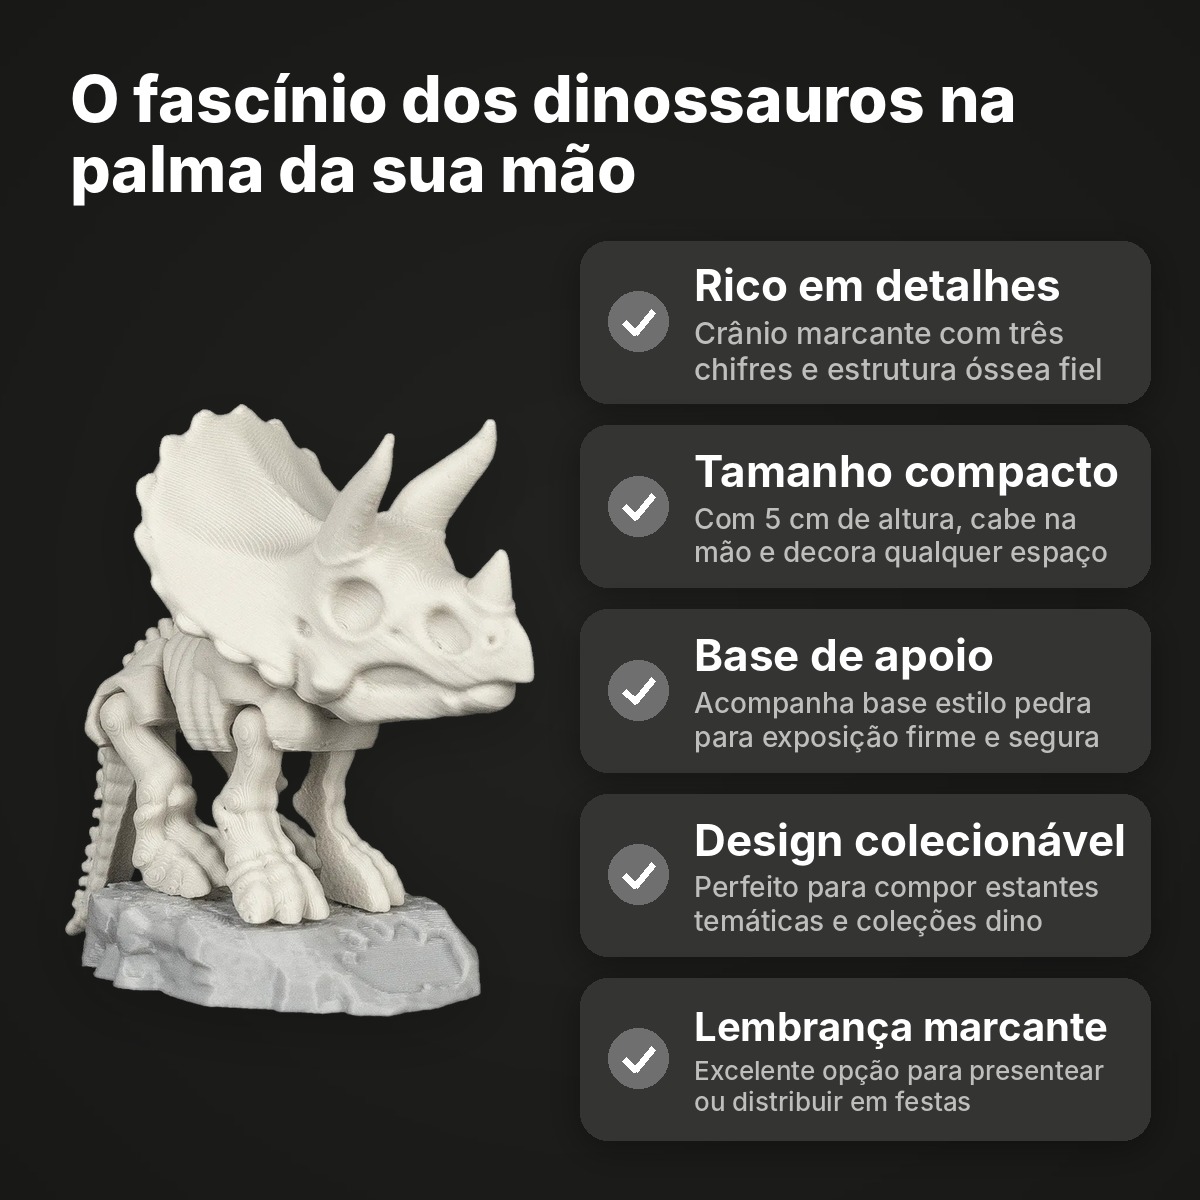 O fascínio dos dinossauros na
palma da sua mão
Rico em detalhes
Crânio marcante com três
chifres e estrutura óssea fiel
Tamanho compacto
Com 5 cm de altura, cabe na
mão e decora qualquer espaço
Base de apoio
Acompanha base estilo pedra
para exposição firme e segura
Design colecionável
Perfeito para compor estantes
temáticas e coleções dino
Lembrança marcante
Excelente opção para presentear
ou distribuir em festas